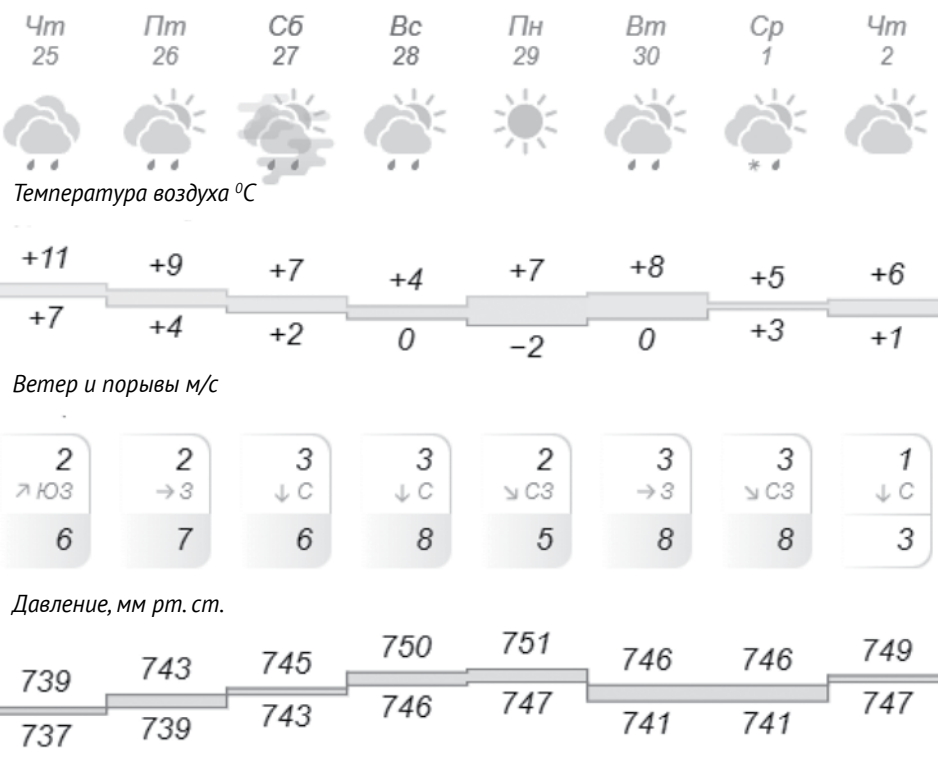 Чт Пт Сб Вс Пн Вт Ср Чт
25 26 27 28 29 30 1 2
Температура воздуха ⁰С
+11 +9 +7 +4 +7 +8 +5 +6
+7 +4 +2 0 −2 0 +3 +1
Ветер и порывы м/с
2 2 3 3 2 3 3 1
↗ ЮЗ → З ↓ С ↓ С ↘ СЗ → З ↘ СЗ ↓ С
6 7 6 8 5 8 8 3
Давление, мм рт. ст.
739 743 745 750 751 746 746 749
737 739 743 746 747 741 741 747